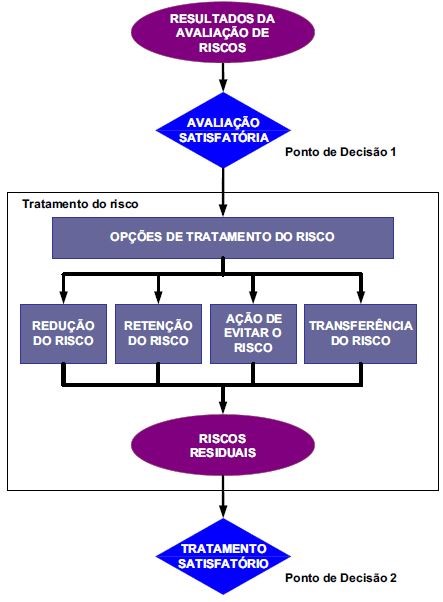 RESULTADOS DA
AVALIAÇÃO DE
RISCOS
AVALIAÇÃO
SATISFATÓRIA
Ponto de Decisão 1
Tratamento do risco
OPÇÕES DE TRATAMENTO DO RISCO
REDUÇÃO
DO RISCO
RETENÇÃO
DO RISCO
AÇÃO DE
EVITAR O
RISCO
TRANSFERÊNCIA
DO RISCO
RISCOS
RESIDUAIS
TRATAMENTO
SATISFATÓRIO
Ponto de Decisão 2